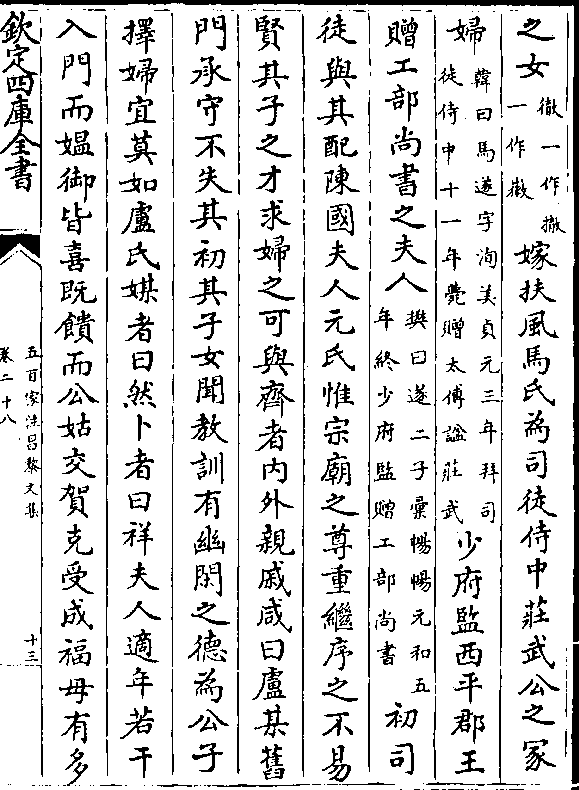 之女徹一作撤一作㪘嫁扶風馬氏為司徒侍中莊武公之冢
婦韓曰馬遂字洵美貞元三年拜司徒侍中十一年薨贈太傅諡莊武少府監西平郡王
贈工部尚書之夫人樊曰遂二子彚暢暢元和五年終少府監贈工部尚書初司
徒與其配陳國夫人元氏惟宗廟之尊重繼序之不易
賢其子之才求婦之可與齊者內外親戚咸曰盧某舊
門承守不失其初其子女聞教訓有幽閑之德為公子
擇婦宜莫如盧氏媒者曰然卜者曰祥夫人適年若干
入門而媼御皆喜既饋而公姑交賀克受成福母有多
欽定四庫全書
五百家注昌黎文集
卷二十八
十三